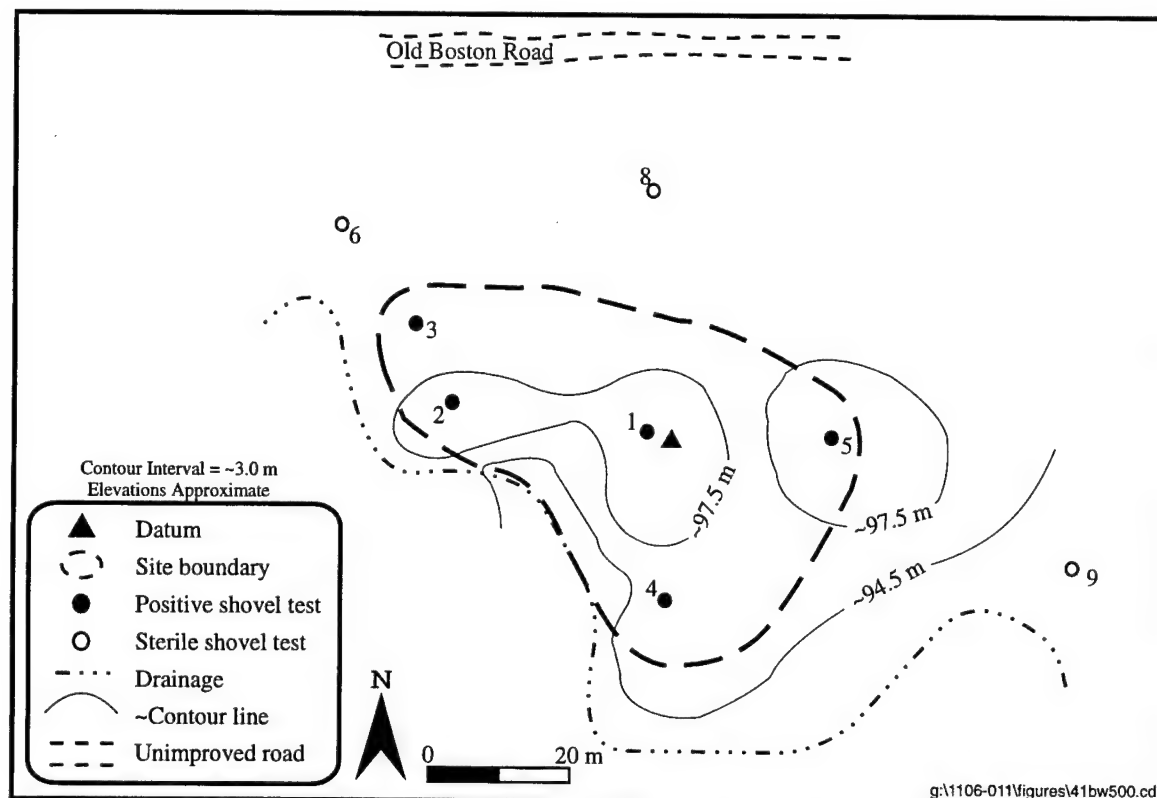 Old Boston Road
8
6
3
2
1
5
~97.5 m
~97.5 m
~94.5 m
4
9
Contour Interval = ~3.0 m
Elevations Approximate
Datum
Site boundary
Positive shovel test
Sterile shovel test
Drainage
~Contour line
Unimproved road
N
0
20 m
g:\1106-011\figures\41bw500.cd